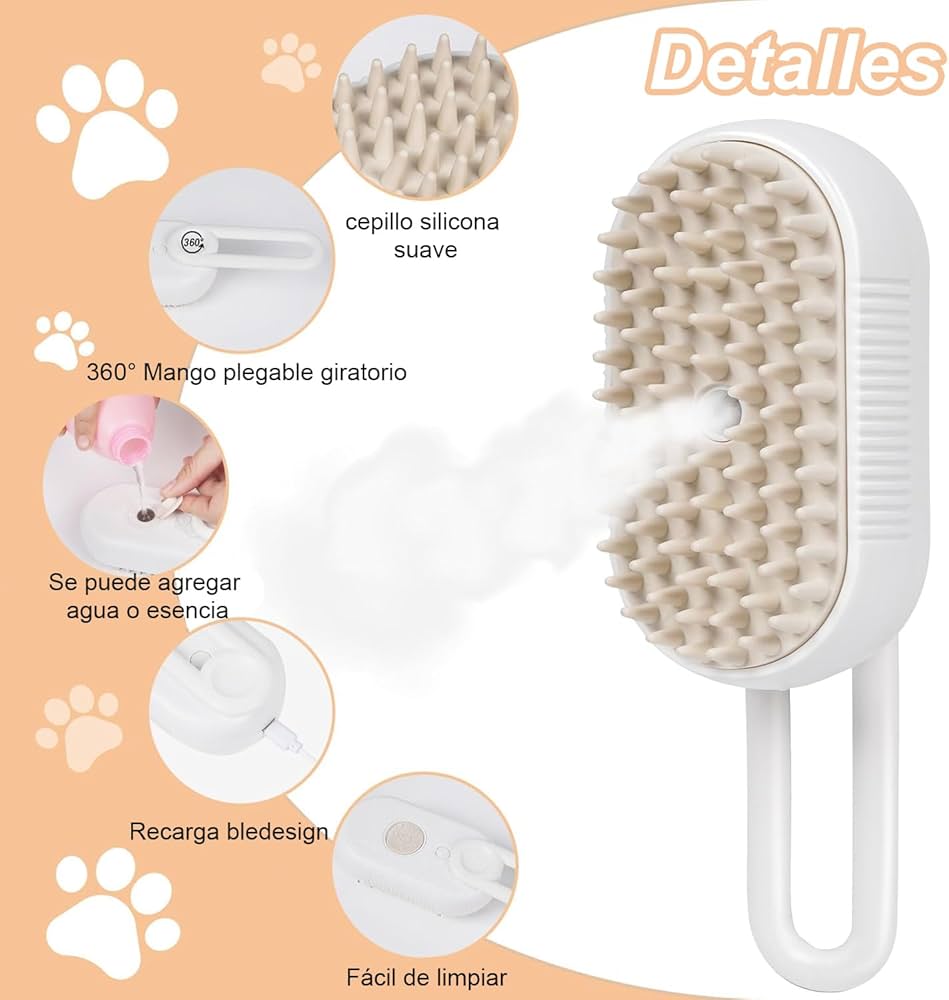 Detalles
cepillo silicona
suave
360°
360° Mango plegable giratorio
Se puede agregar
agua o esencia
Recarga bledesign
Fácil de limpiar